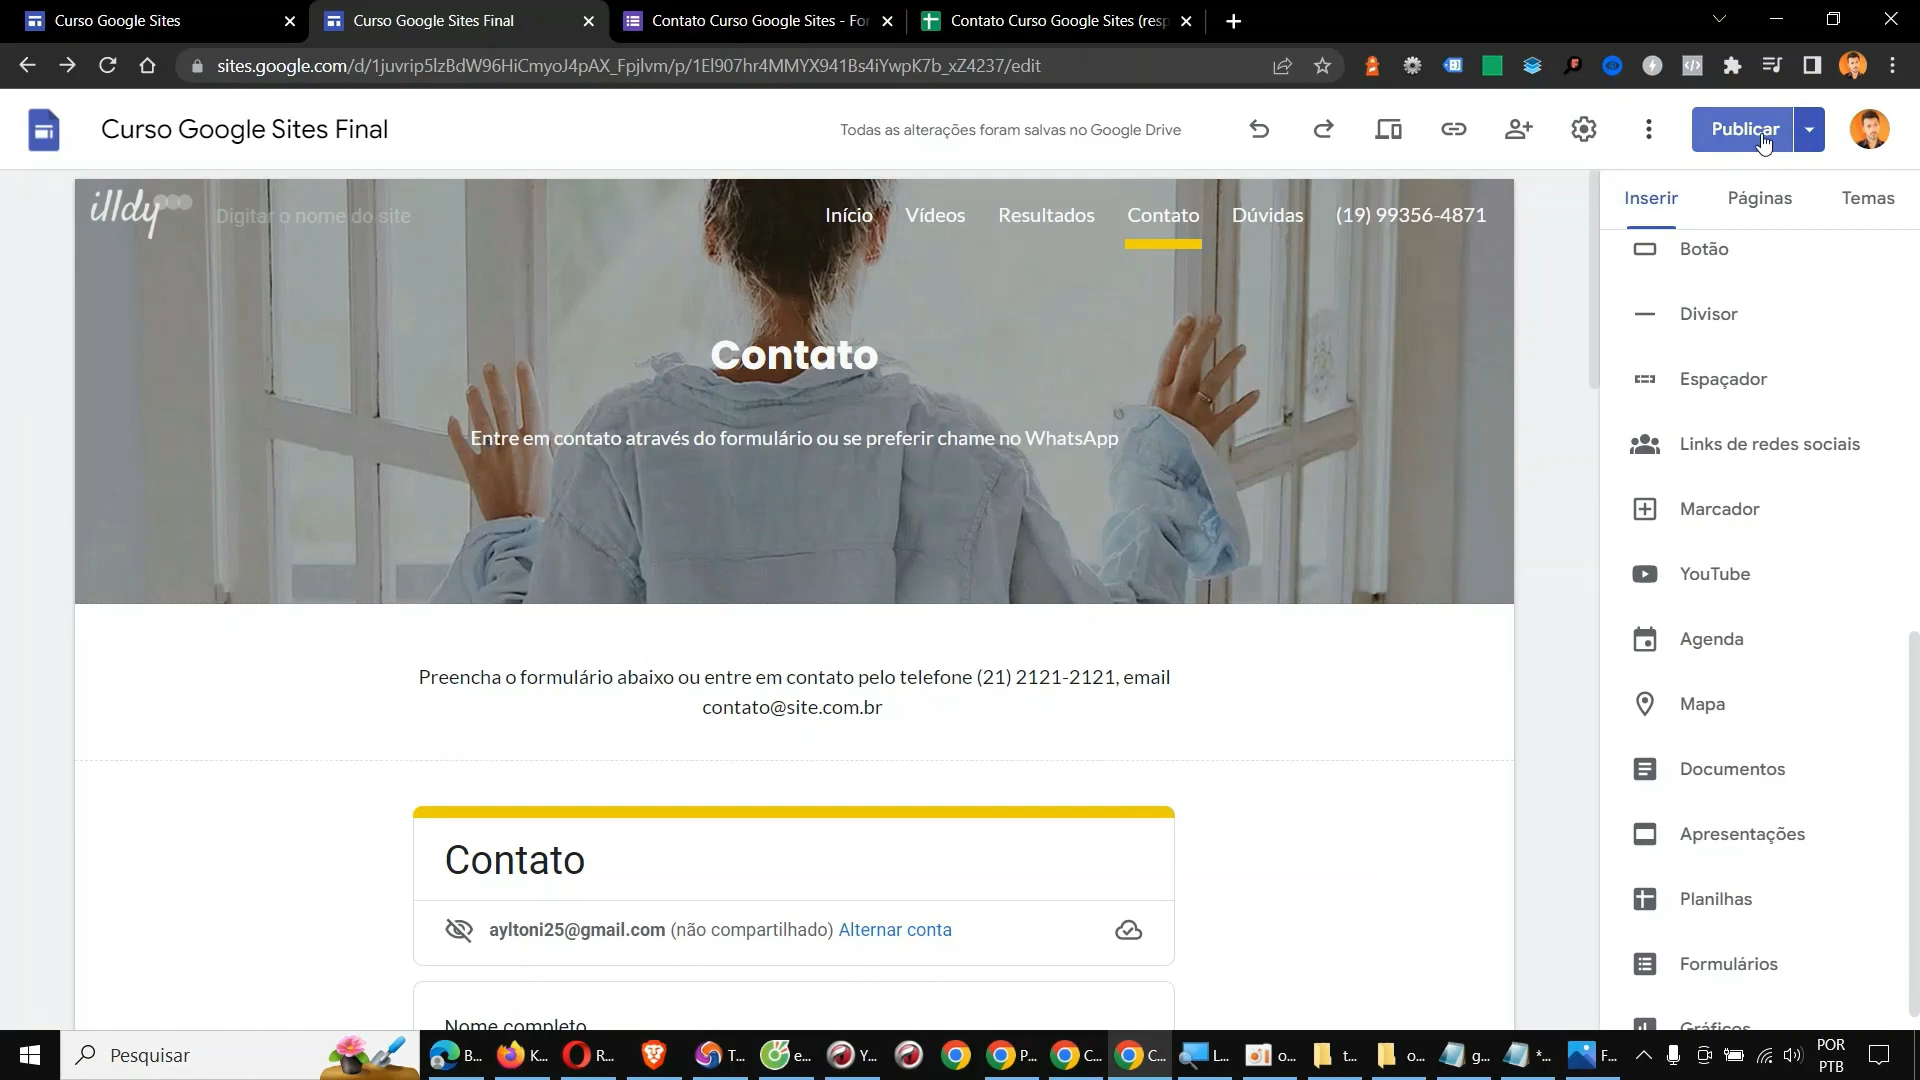 Curso Google Sites
Curso Google Sites Final
Contato Curso Google Sites - For
Contato Curso Google Sites (resp
sites.google.com/d/1juvrip5lzBdW96HiCmyoJ4pAX_Fpjlvm/p/1El907hr4MMYX941Bs4iYwpK7b_xZ4237/edit
Curso Google Sites Final
Todas as alterações foram salvas no Google Drive
Publicar
illdy
Digitar o nome do site
Início
Vídeos
Resultados
Contato
Dúvidas
(19) 99356-4871
Contato
Entre em contato através do formulário ou se preferir chame no WhatsApp
Preencha o formulário abaixo ou entre em contato pelo telefone (21) 2121-2121, email
contato@site.com.br
Contato
ayltoni25@gmail.com (não compartilhado) Alternar conta
Nome completo
Inserir
Páginas
Temas
Botão
Divisor
Espaçador
Links de redes sociais
Marcador
YouTube
Agenda
Mapa
Documentos
Apresentações
Planilhas
Formulários
Gráficos
Pesquisar
B...
K...
R...
T...
e...
Y...
P...
C...
C...
L...
o...
t...
o...
g...
*...
F...
POR
PTB